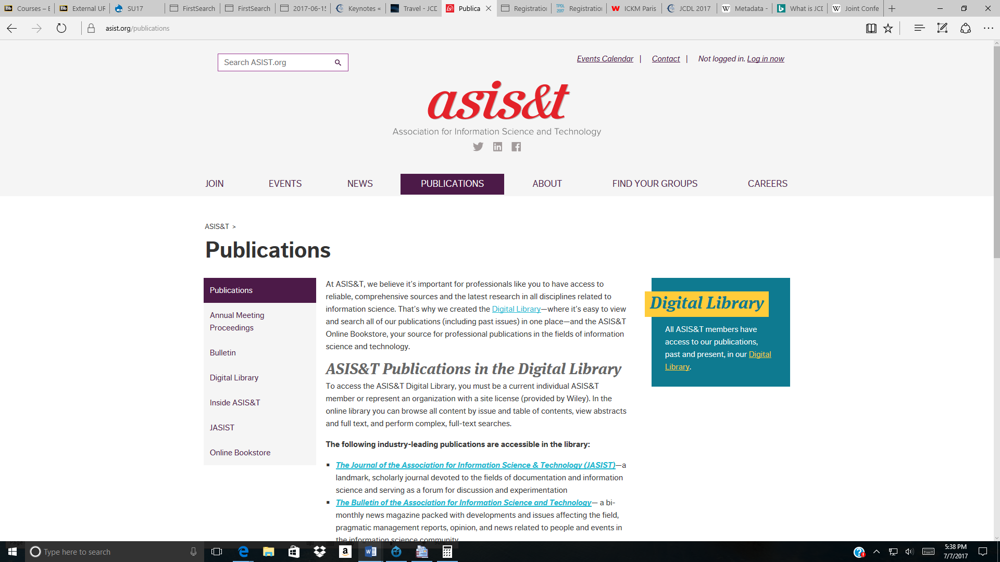 Courses – E
External UR
SU17
FirstSearch
FirstSearch
2017-06-15
Keynotes «
Travel - JCD
Publica
Registration
Registration
ICKM Paris
JCDL 2017
Metadata -
What is JCD
Joint Confe
asist.org/publications
Search ASIST.org
Events Calendar | Contact | Not logged in. Log in now
asis&t
Association for Information Science and Technology
JOIN EVENTS NEWS PUBLICATIONS ABOUT FIND YOUR GROUPS CAREERS
ASIS&T >
Publications
Publications
Annual Meeting
Proceedings
Bulletin
Digital Library
Inside ASIS&T
JASIST
Online Bookstore
At ASIS&T, we believe it’s important for professionals like you to have access to
reliable, comprehensive sources and the latest research in all disciplines related to
information science. That’s why we created the Digital Library—where it’s easy to view
and search all of our publications (including past issues) in one place—and the ASIS&T
Online Bookstore, your source for professional publications in the fields of information
science and technology.
ASIS&T Publications in the Digital Library
To access the ASIS&T Digital Library, you must be a current individual ASIS&T
member or represent an organization with a site license (provided by Wiley). In the
online library you can browse all content by issue and table of contents, view abstracts
and full text, and perform complex, full-text searches.
The following industry-leading publications are accessible in the library:
▪ The Journal of the Association for Information Science & Technology (JASIST)—a
landmark, scholarly journal devoted to the fields of documentation and information
science and serving as a forum for discussion and experimentation
▪ The Bulletin of the Association for Information Science and Technology— a bi-
monthly news magazine packed with developments and issues affecting the field,
pragmatic management reports, opinion, and news related to people and events in
the information science community
Digital Library
All ASIS&T members have
access to our publications,
past and present, in our Digital
Library.
Type here to search
5:38 PM
7/7/2017